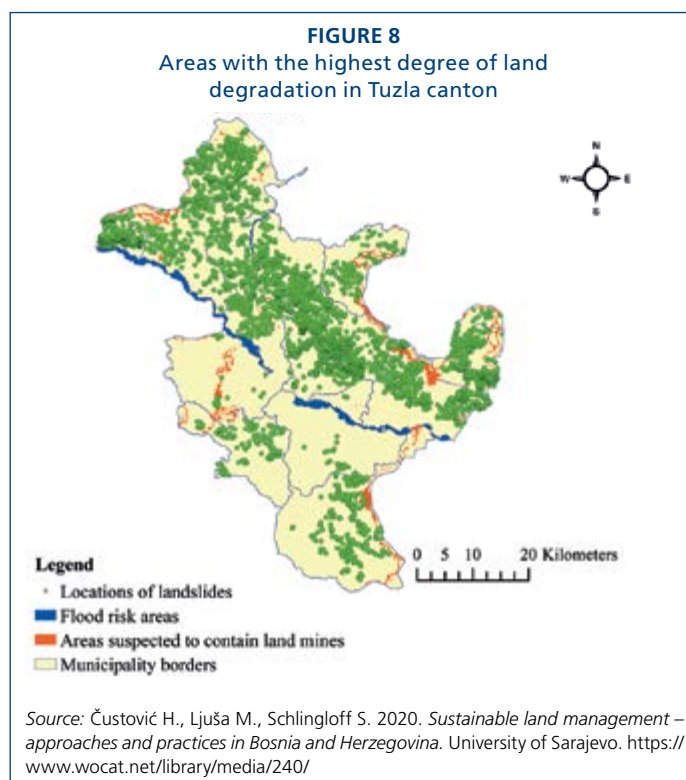 FIGURE 8
Areas with the highest degree of land
degradation in Tuzla canton
N
W E
S
0 5 10 20 Kilometers
Legend
Locations of landslides
Flood risk areas
Areas suspected to contain land mines
Municipality borders
Source: Čustović H., Ljuša M., Schlingloff S. 2020. Sustainable land management –
approaches and practices in Bosnia and Herzegovina. University of Sarajevo. https://
www.wocat.net/library/media/240/